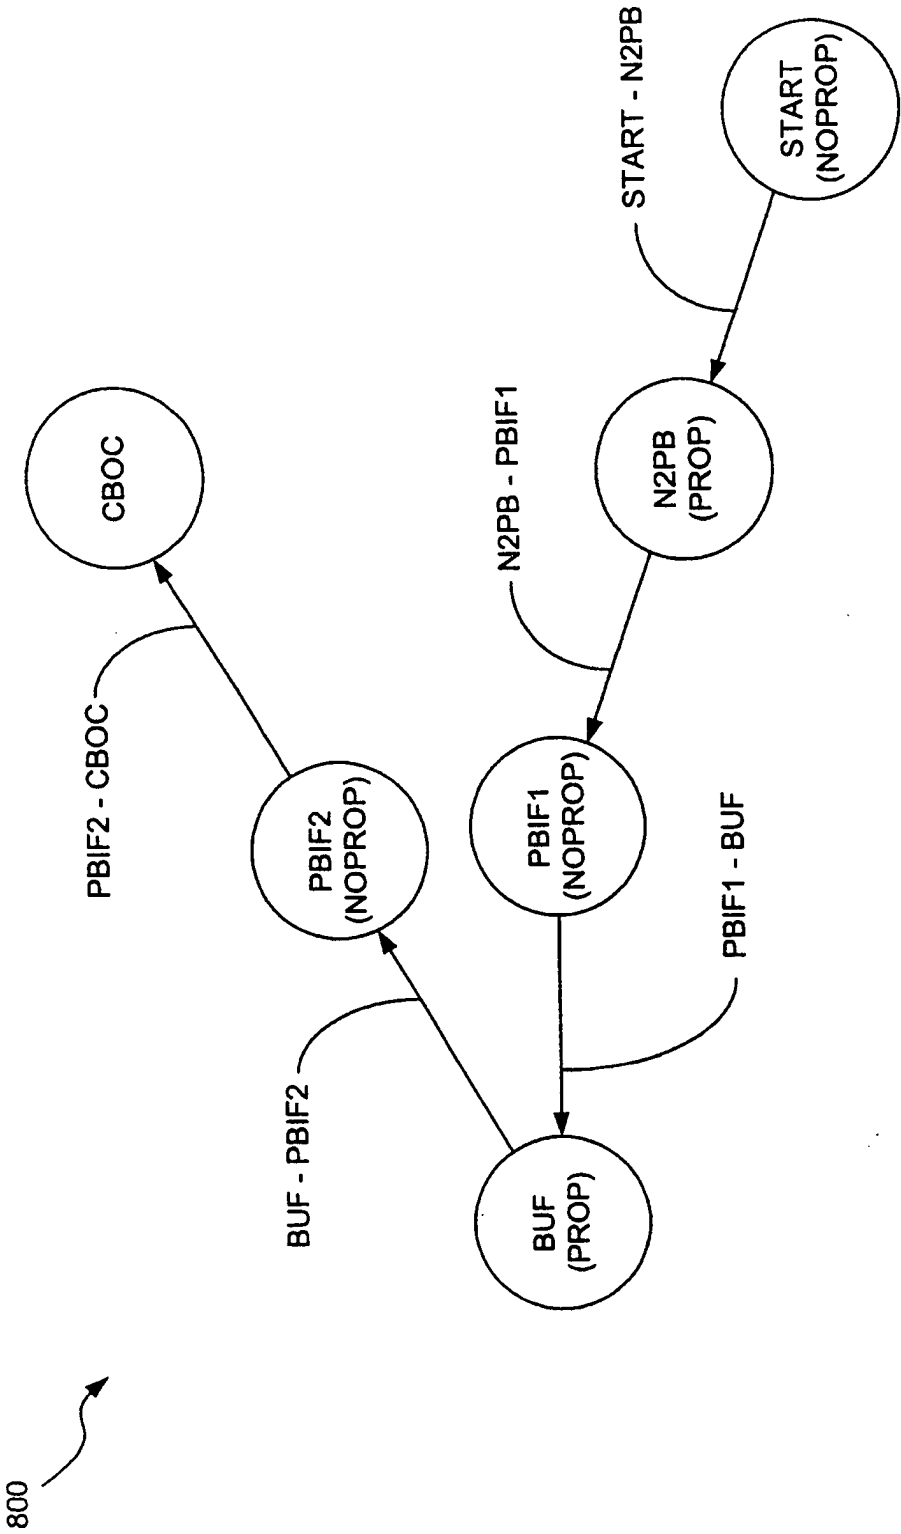 800
BUF - PBIF2
PBIF2 - CBOC
CBOC
PBIF2
(NOPROP)
BUF
(PROP)
PBIF1
(NOPROP)
PBIF1 - BUF
N2PB - PBIF1
N2PB
(PROP)
START - N2PB
START
(NOPROP)